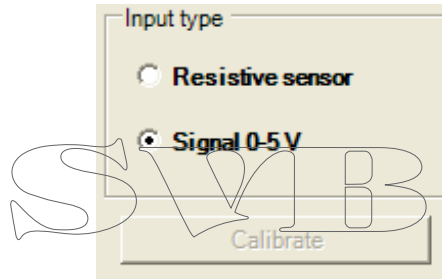 Input type
Resistive sensor
Signal 0-5 V
SVB
Calibrate